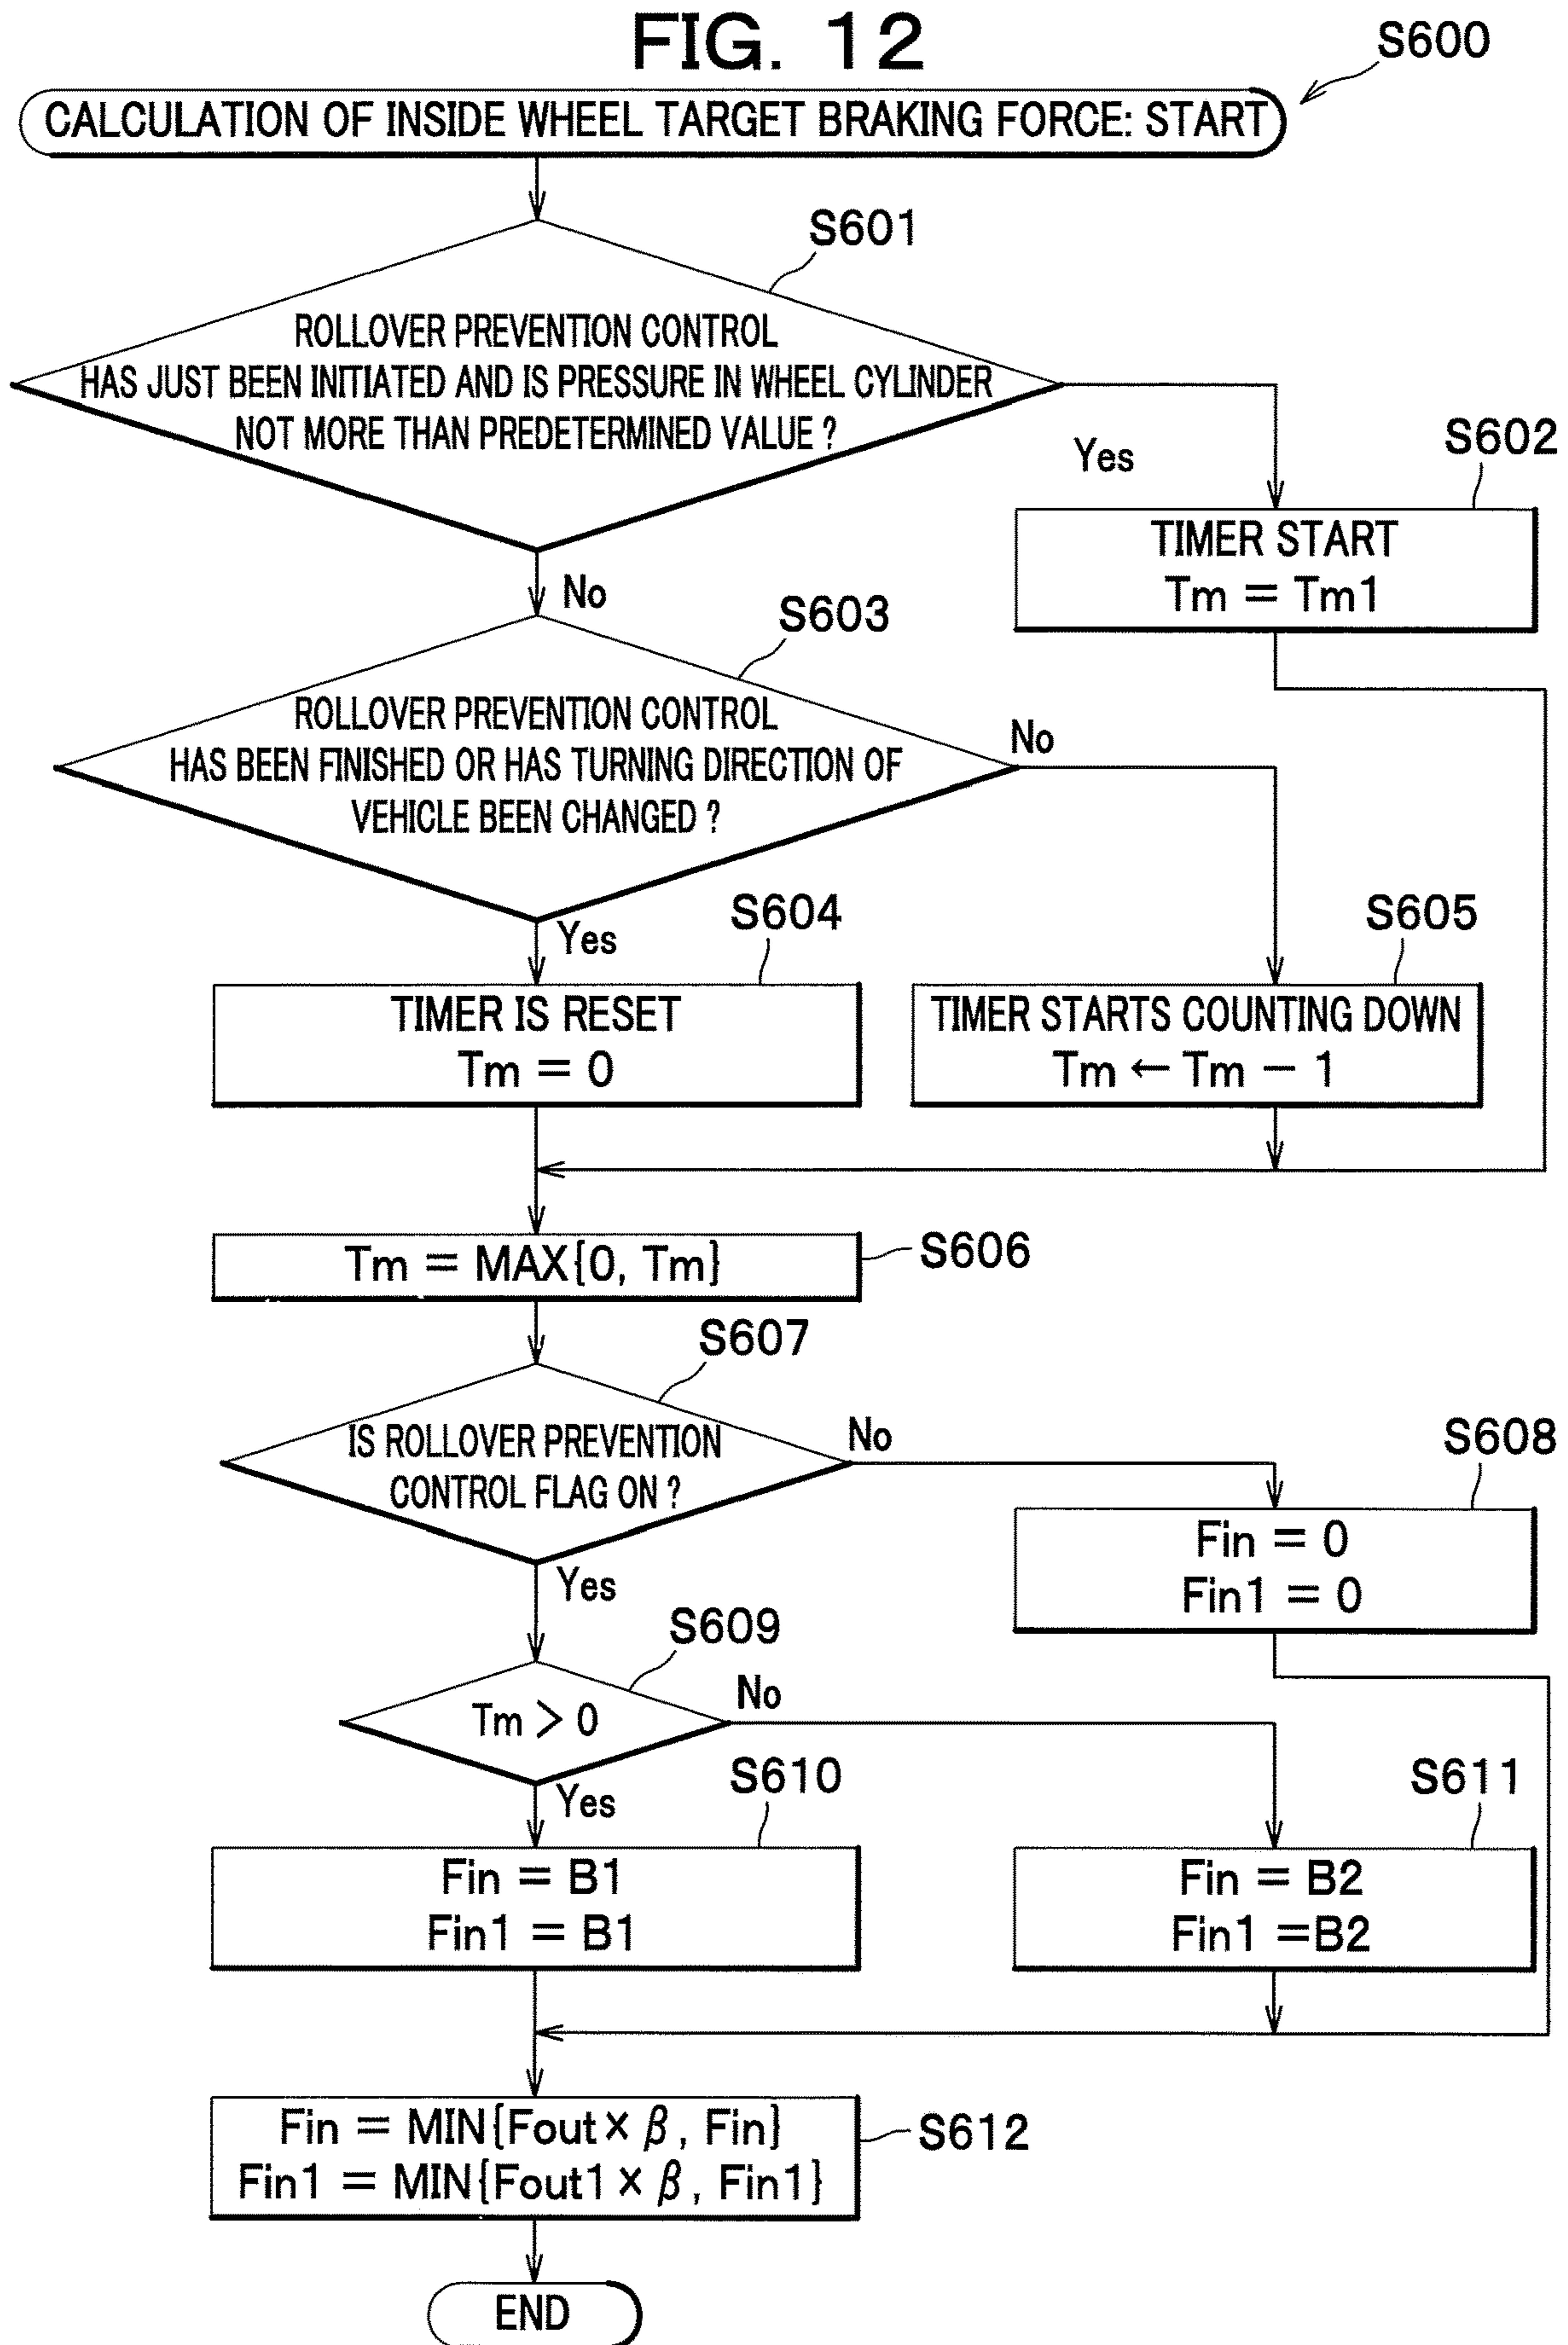 FIG. 12
S600
CALCULATION OF INSIDE WHEEL TARGET BRAKING FORCE: START
S601
ROLLOVER PREVENTION CONTROL
HAS JUST BEEN INITIATED AND IS PRESSURE IN WHEEL CYLINDER
NOT MORE THAN PREDETERMINED VALUE ?
Yes
S602
TIMER START
Tm = Tm1
No
S603
ROLLOVER PREVENTION CONTROL
HAS BEEN FINISHED OR HAS TURNING DIRECTION OF
VEHICLE BEEN CHANGED ?
No
Yes
S604
TIMER IS RESET
Tm = 0
S605
TIMER STARTS COUNTING DOWN
Tm ← Tm − 1
Tm = MAX{0, Tm}
S606
S607
IS ROLLOVER PREVENTION
CONTROL FLAG ON ?
No
Yes
S608
Fin = 0
Fin1 = 0
S609
Tm > 0
No
Yes
S610
Fin = B1
Fin1 = B1
S611
Fin = B2
Fin1 =B2
Fin = MIN{Fout × β, Fin}
Fin1 = MIN{Fout1 × β, Fin1}
S612
END